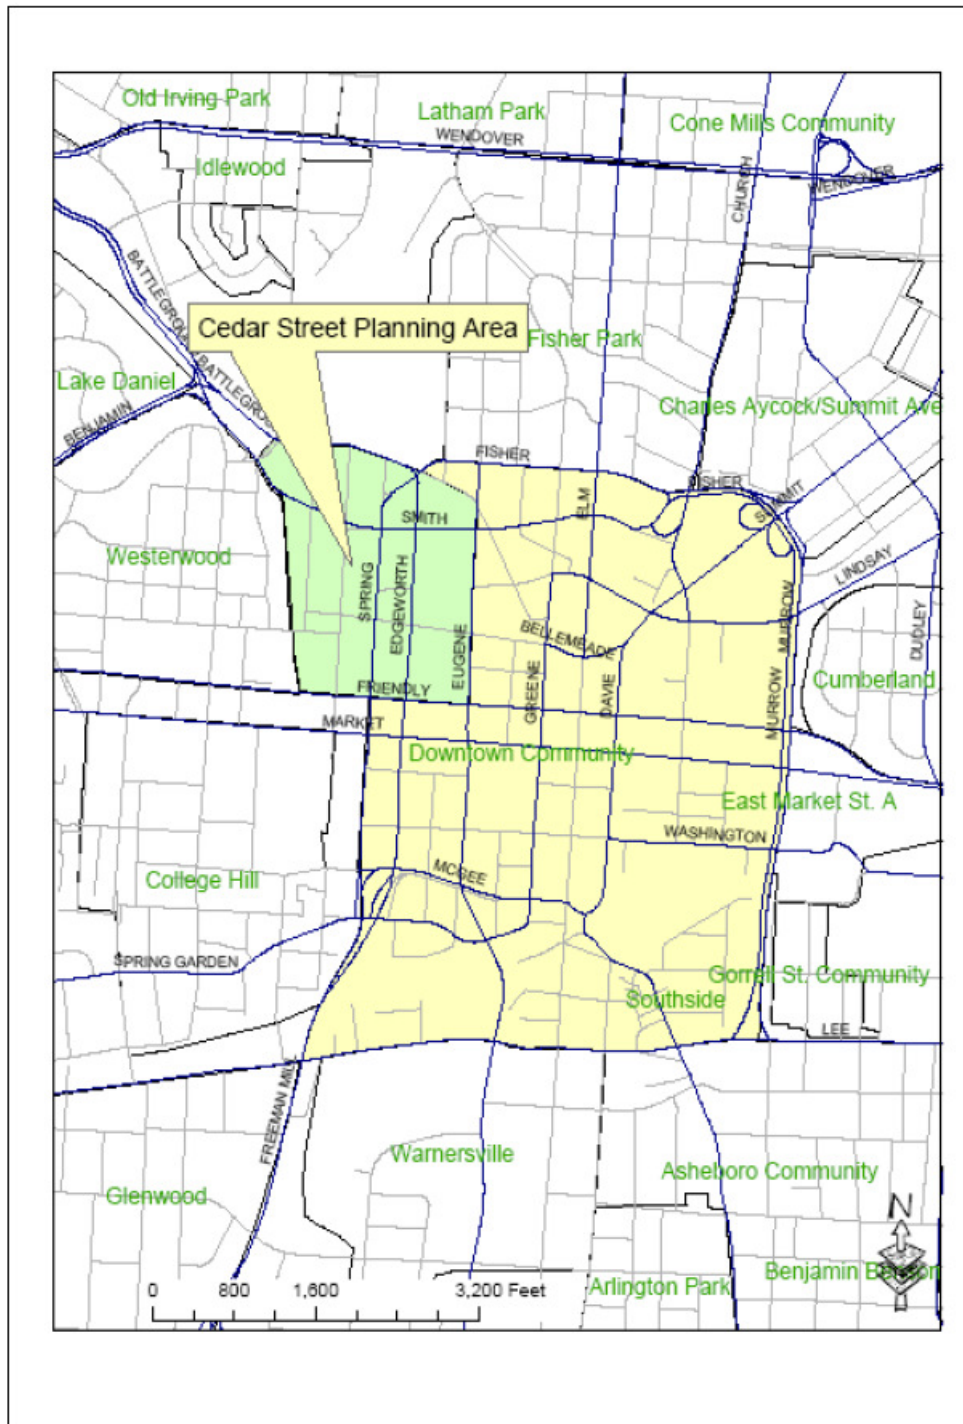 Old Irving Park
Latham Park
Cone Mills Community
WENDOVER
Idlewood
WENDOVER
CHURCH
BATTLEGROUND
Cedar Street Planning Area
Fisher Park
Lake Daniel
BENJAMIN
Charles Aycock/Summit Ave
FISHER
FISHER
SUMMIT
ELM
SMITH
Westerwood
LINDSAY
SPRING
EDGEWORTH
MURROW
DUDLEY
BELLEMEADE
EUGENE
GREENE
DAVIE
MURROW
Cumberland
FRIENDLY
MARKET
Downtown Community
East Market St. A
WASHINGTON
MCGEE
College Hill
SPRING GARDEN
Gorrell St. Community
Southside
LEE
FREEMAN MILL
Warnersville
Asheboro Community
Glenwood
N
Benjamin
Arlington Park
0 800 1,600 3,200 Feet